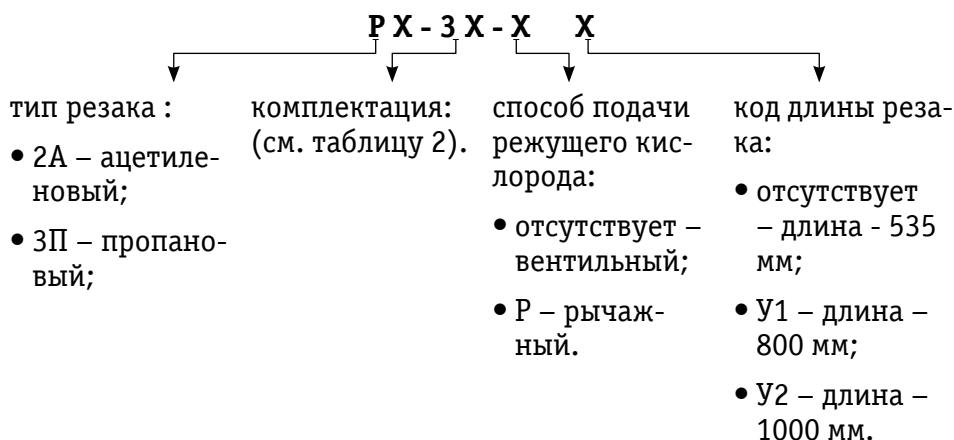 Р Х - 3 Х - Х Х
тип резака :
• 2А – ацетиле-
новый;
• 3П – пропано-
вый;
комплектация:
(см. таблицу 2).
способ подачи
режущего кис-
лорода:
• отсутствует –
вентильный;
• Р – рычаж-
ный.
код длины реза-
ка:
• отсутствует
– длина - 535
мм;
• У1 – длина –
800 мм;
• У2 – длина –
1000 мм.